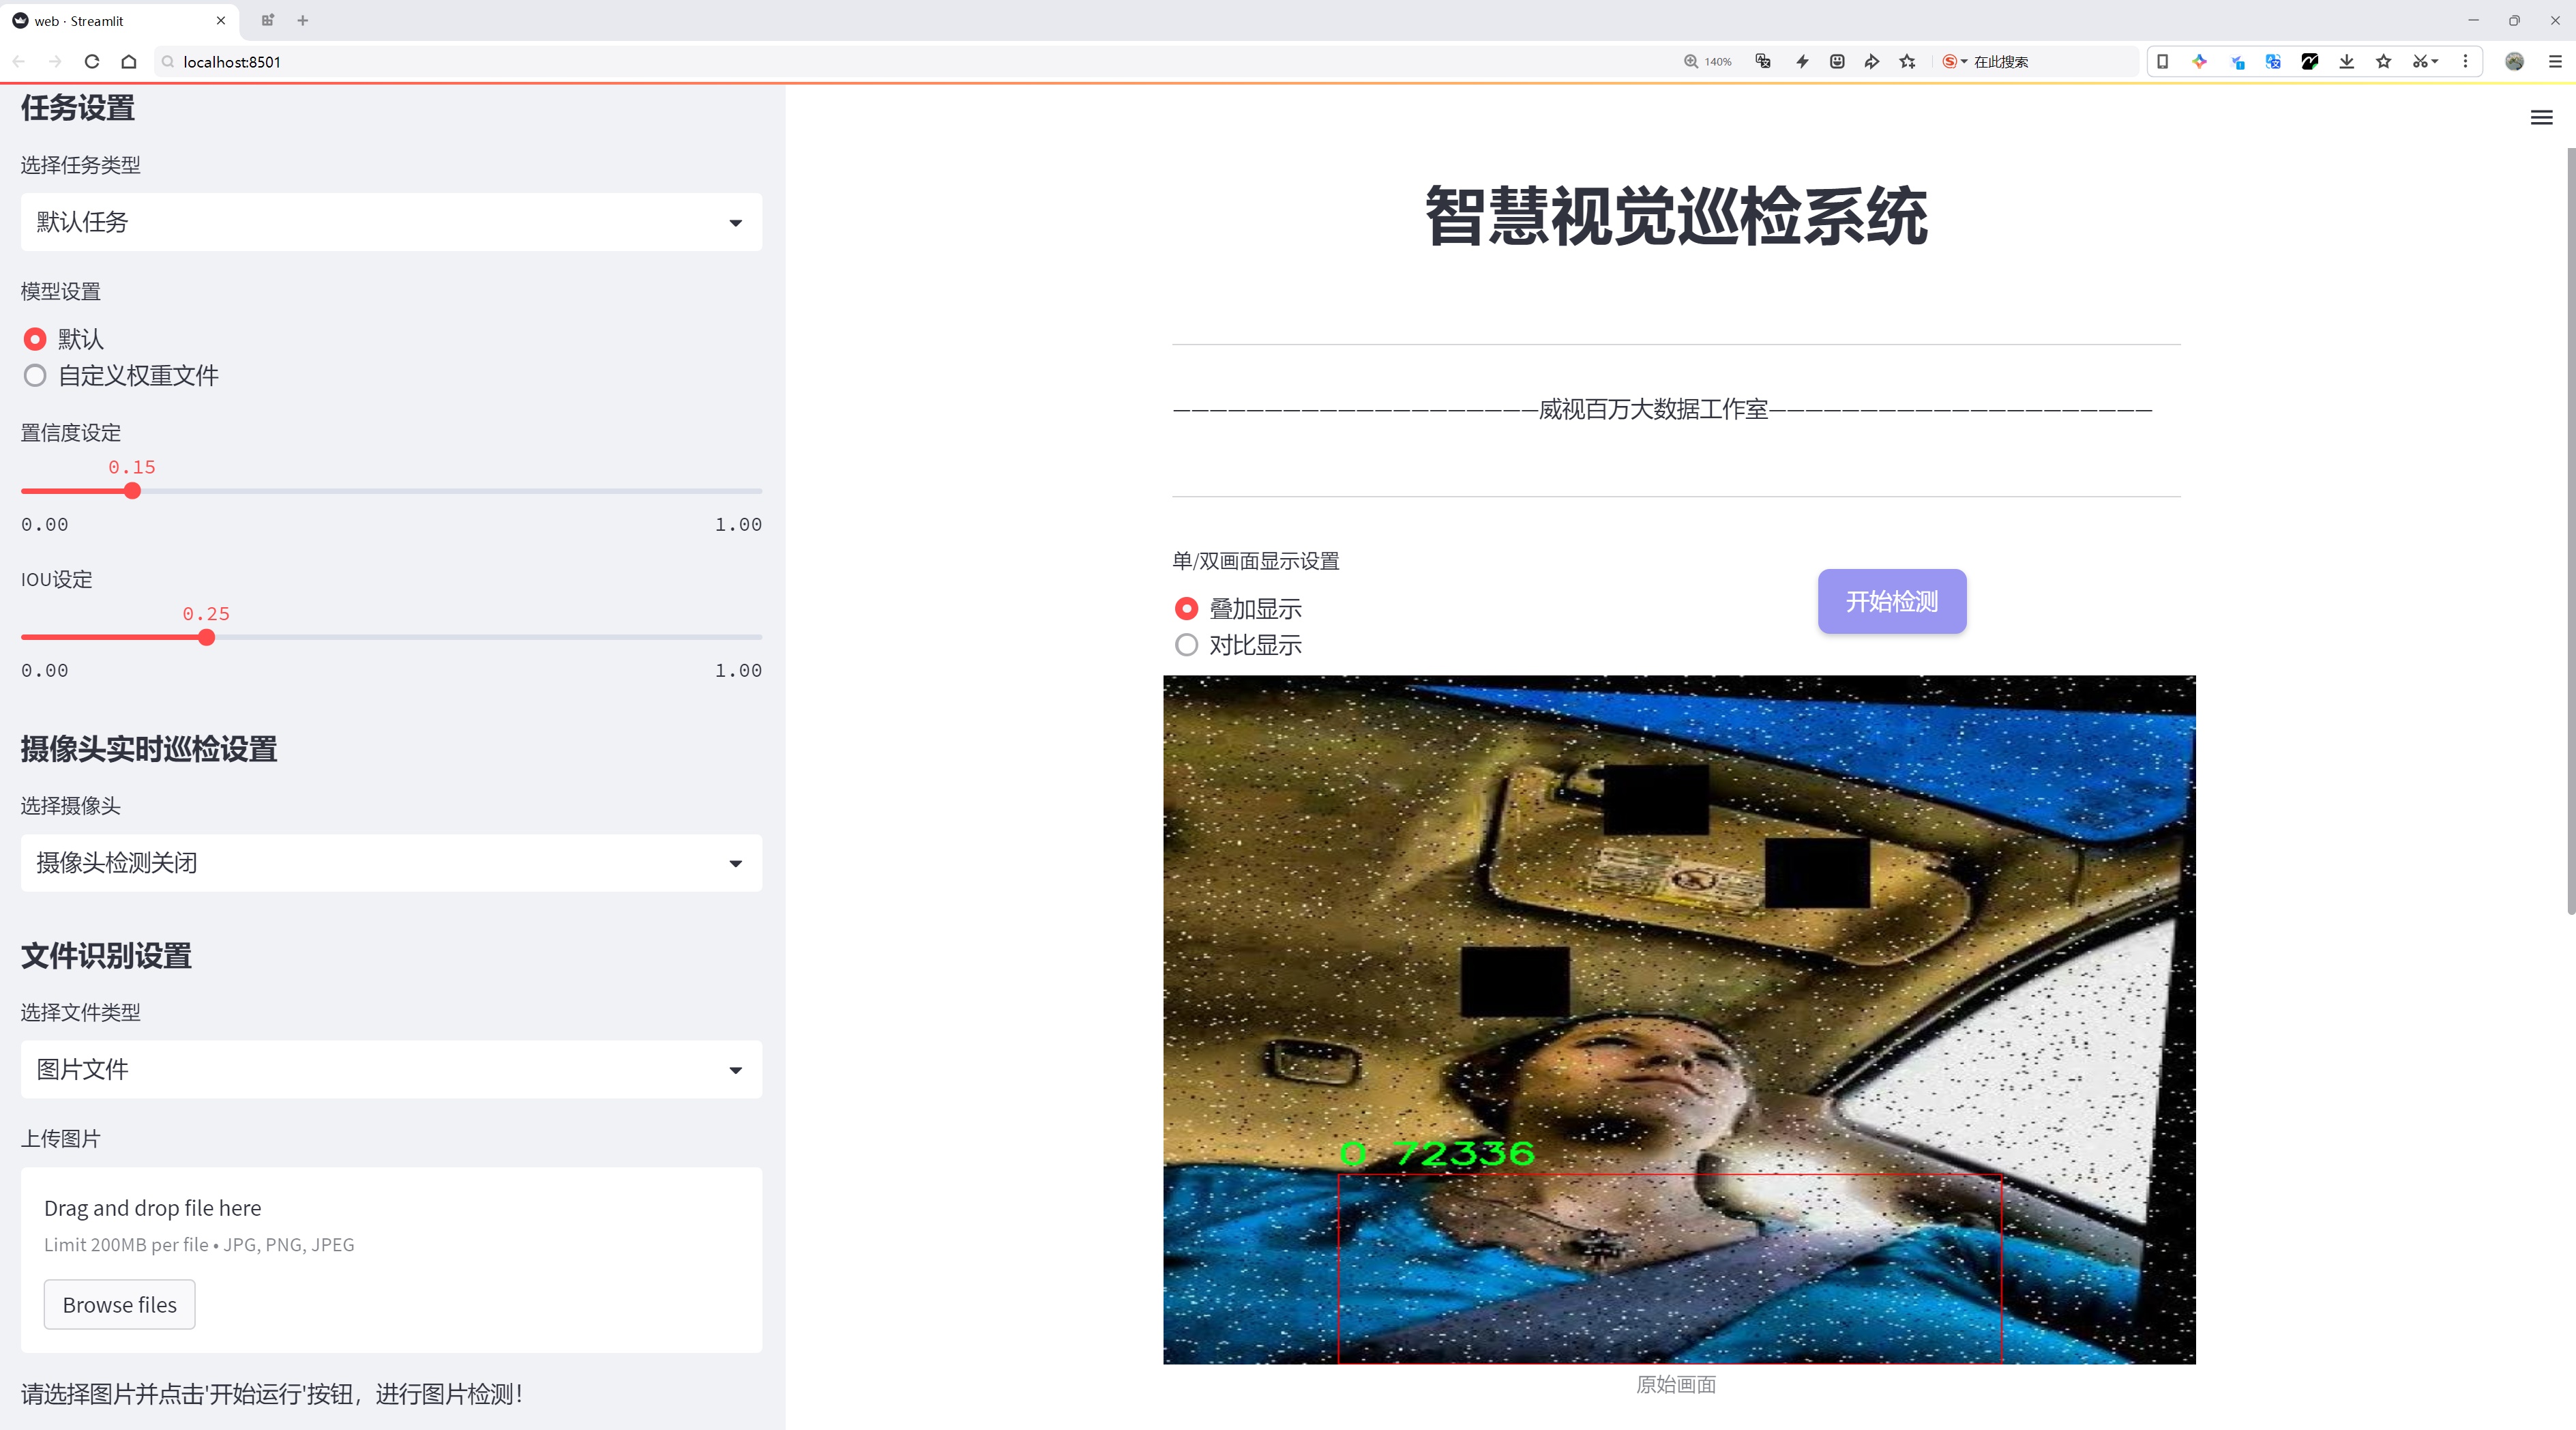 web · Streamlit
localhost:8501
140%
在此搜索
任务设置
选择任务类型
默认任务
模型设置
默认
自定义权重文件
置信度设定
0.15
0.00
1.00
IOU设定
0.25
0.00
1.00
摄像头实时巡检设置
选择摄像头
摄像头检测关闭
文件识别设置
选择文件类型
图片文件
上传图片
Drag and drop file here
Limit 200MB per file • JPG, PNG, JPEG
Browse files
请选择图片并点击'开始运行'按钮，进行图片检测！
智慧视觉巡检系统
————————————————————威视百万大数据工作室—————————————————————
单/双画面显示设置
叠加显示
对比显示
开始检测
0 72336
原始画面